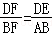 DF/BF = DE/AB